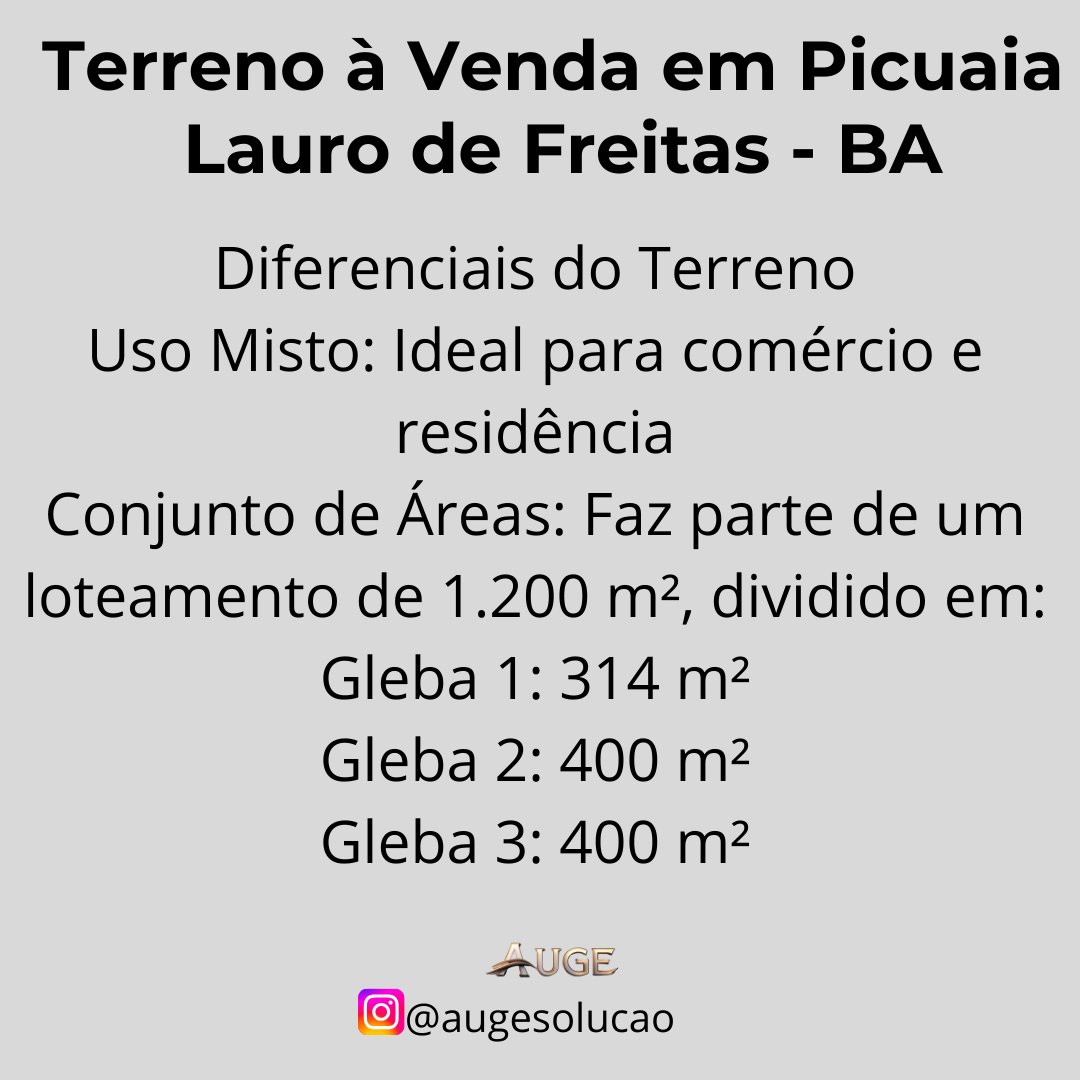 Terreno à Venda em Picuaia
Lauro de Freitas - BA
Diferenciais do Terreno
Uso Misto: Ideal para comércio e
residência
Conjunto de Áreas: Faz parte de um
loteamento de 1.200 m², dividido em:
Gleba 1: 314 m²
Gleba 2: 400 m²
Gleba 3: 400 m²
AUGE
@augesolucao